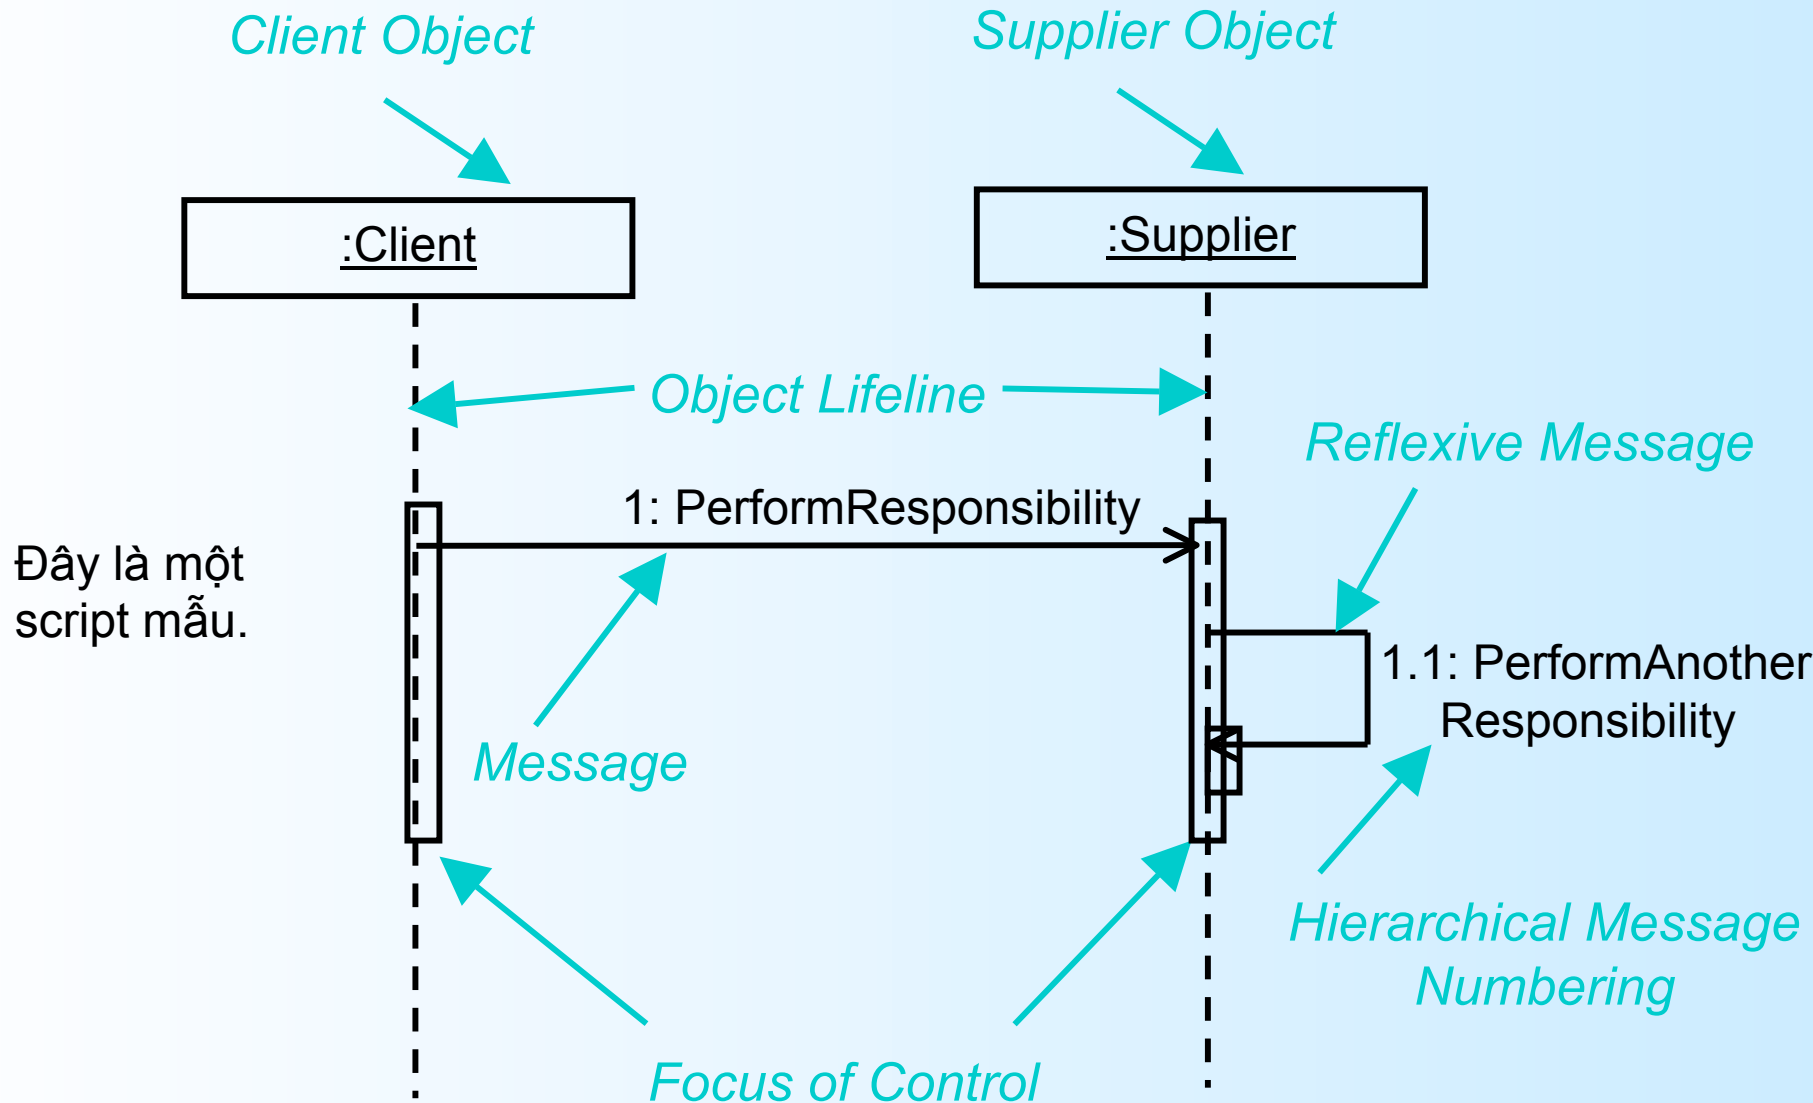 Client Object
Supplier Object
:Client
:Supplier
Object Lifeline
Reflexive Message
1: PerformResponsibility
Đây là một
script mẫu.
1.1: PerformAnother
Responsibility
Message
Hierarchical Message
Numbering
Focus of Control